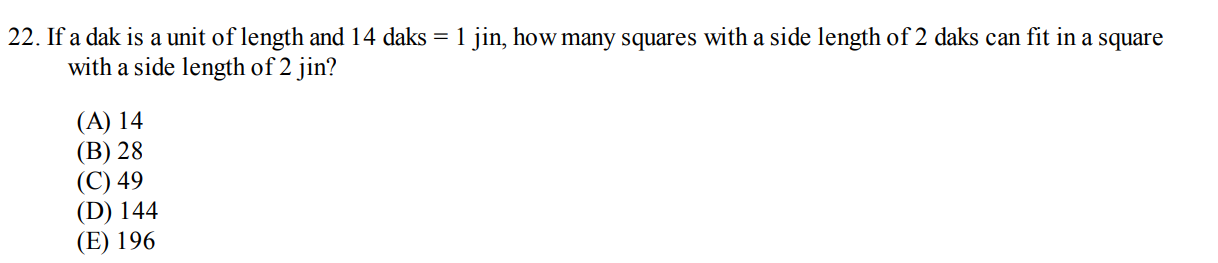 22. If a dak is a unit of length and 14 daks = 1 jin, how many squares with a side length of 2 daks can fit in a square
with a side length of 2 jin?
(A) 14
(B) 28
(C) 49
(D) 144
(E) 196